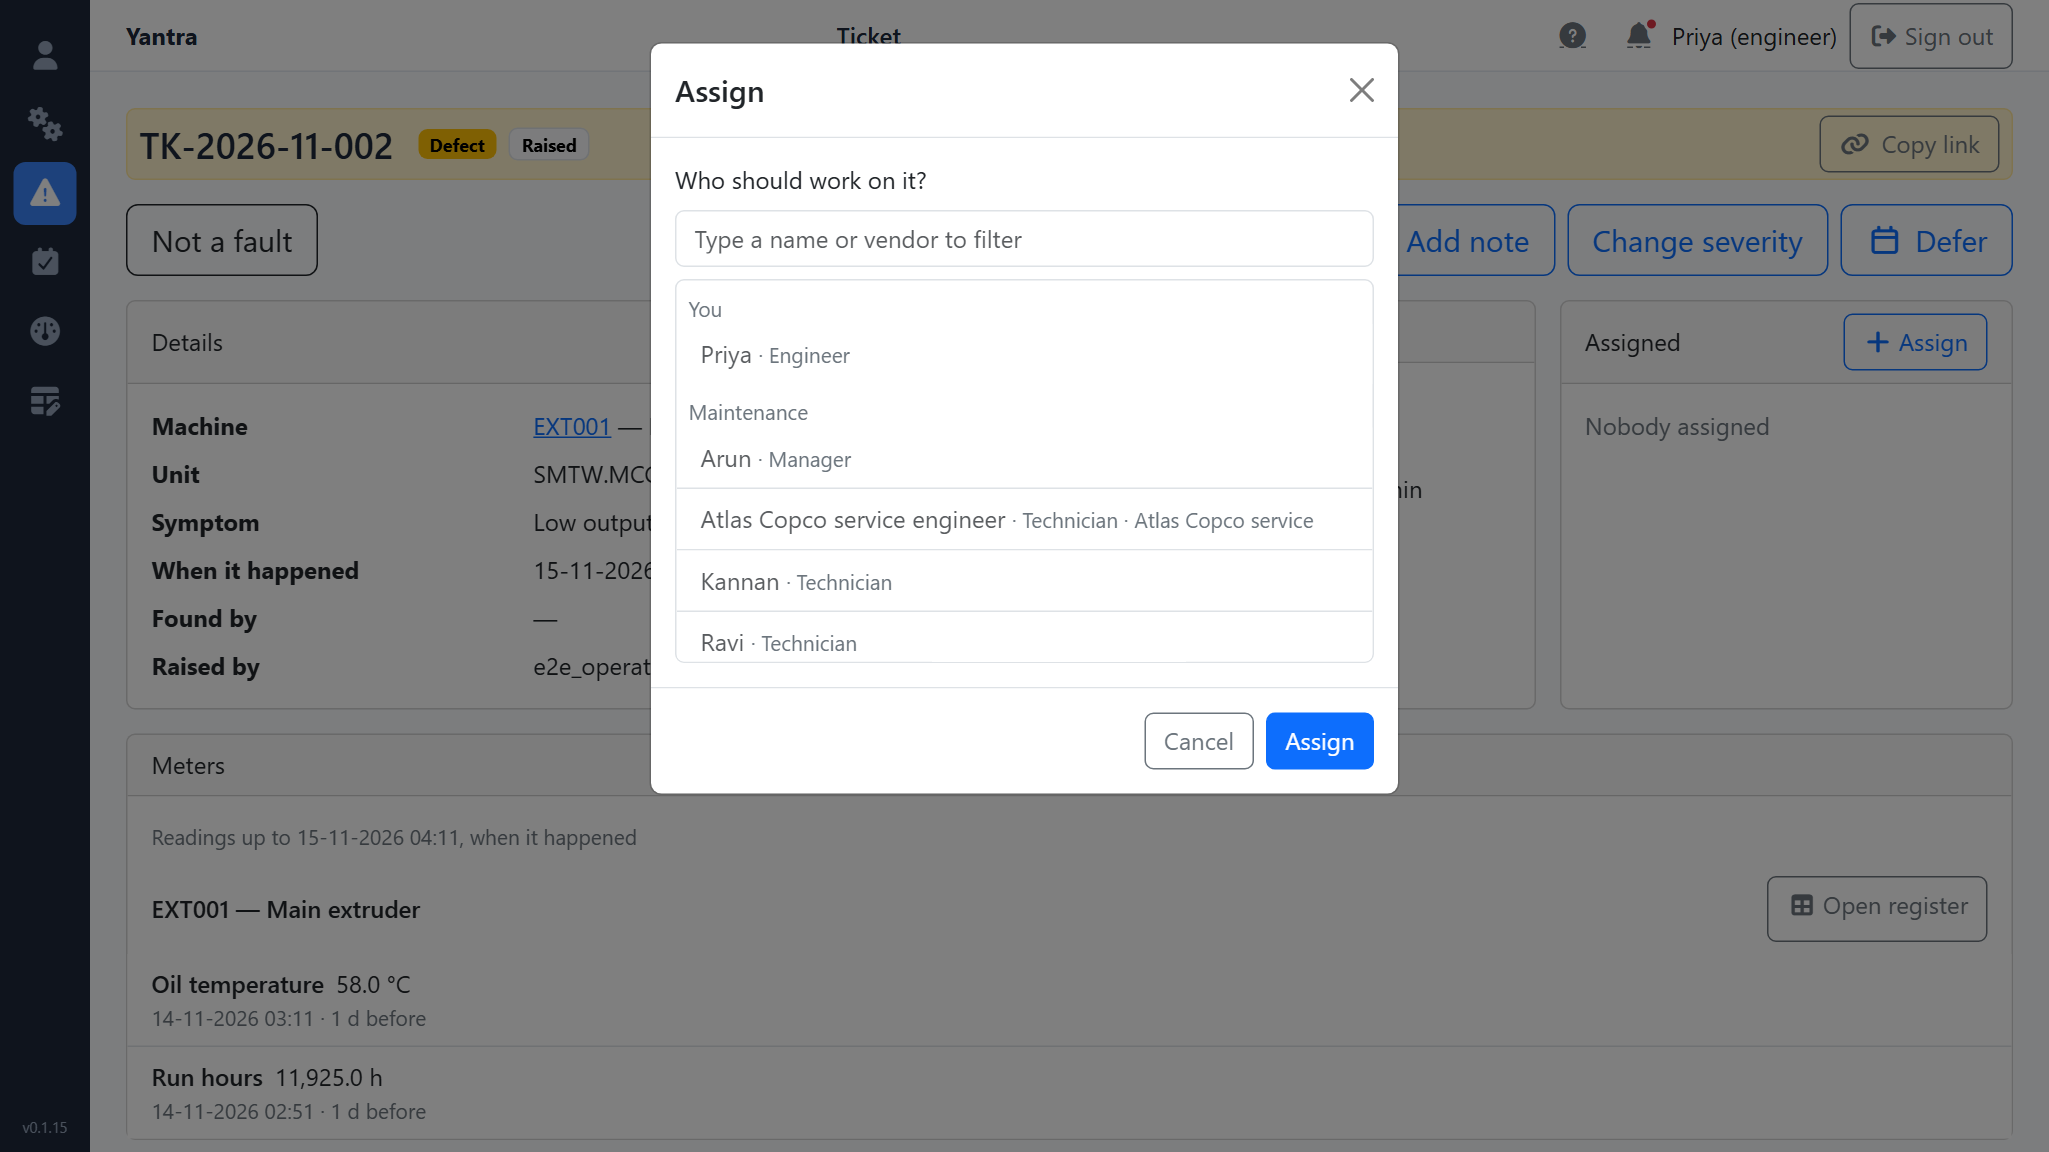 Yantra
Ticket
Priya (engineer)
Sign out
TK-2026-11-002
Defect
Raised
Copy link
Not a fault
Add note
Change severity
Defer
Assign
Who should work on it?
Type a name or vendor to filter
You
Priya · Engineer
Maintenance
Arun · Manager
Atlas Copco service engineer · Technician · Atlas Copco service
Kannan · Technician
Ravi · Technician
Cancel
Assign
Details
Machine
EXT001 —
Unit
SMTW.MCC
Symptom
Low output
When it happened
15-11-2026
Found by
—
Raised by
e2e_operat
Assigned
Assign
Nobody assigned
Meters
Readings up to 15-11-2026 04:11, when it happened
EXT001 — Main extruder
Open register
Oil temperature 58.0 °C
14-11-2026 03:11 · 1 d before
Run hours 11,925.0 h
14-11-2026 02:51 · 1 d before
v0.1.15